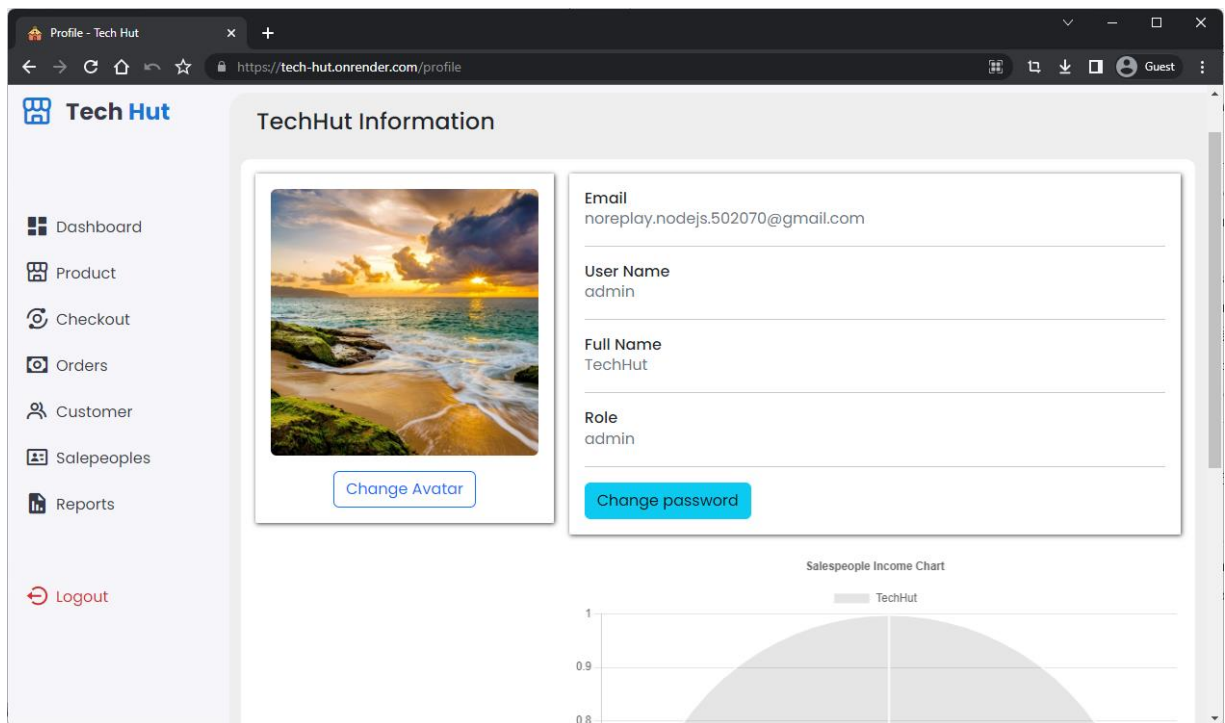 Profile - Tech Hut
https://tech-hut.onrender.com/profile
Guest
Tech Hut
TechHut Information
Dashboard
Product
Checkout
Orders
Customer
Salepeoples
Reports
Logout
Change Avatar
Email
noreplay.nodejs.502070@gmail.com
User Name
admin
Full Name
TechHut
Role
admin
Change password
Salespeople Income Chart
TechHut
1
0.9
0.8